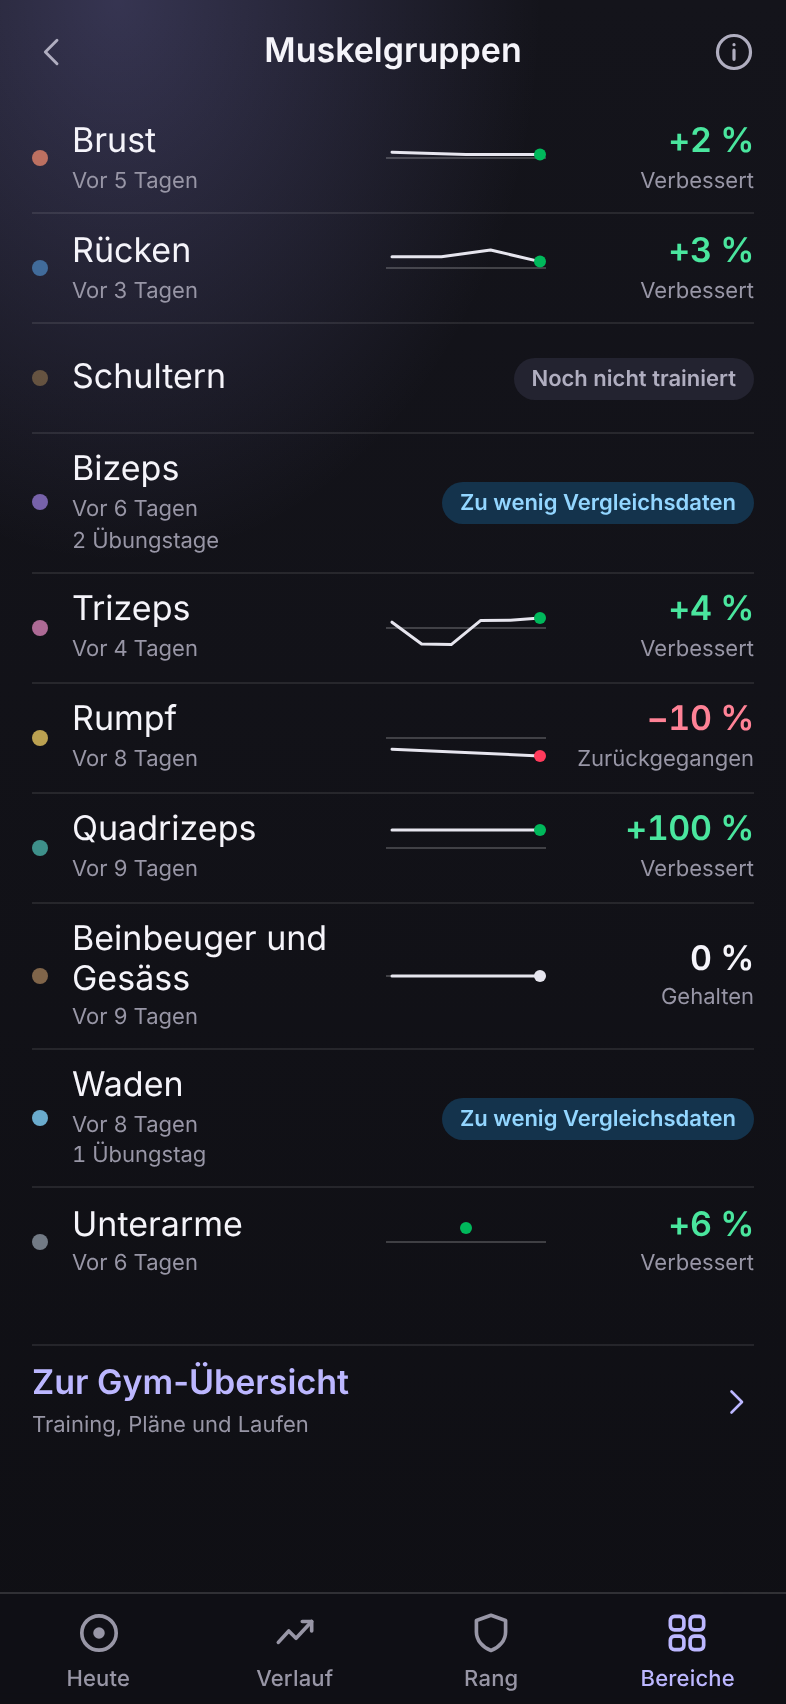 Muskelgruppen
Brust
Vor 5 Tagen
+2 %
Verbessert
Rücken
Vor 3 Tagen
+3 %
Verbessert
Schultern
Noch nicht trainiert
Bizeps
Vor 6 Tagen
2 Übungstage
Zu wenig Vergleichsdaten
Trizeps
Vor 4 Tagen
+4 %
Verbessert
Rumpf
Vor 8 Tagen
−10 %
Zurückgegangen
Quadrizeps
Vor 9 Tagen
+100 %
Verbessert
Beinbeuger und
Gesäss
Vor 9 Tagen
0 %
Gehalten
Waden
Vor 8 Tagen
1 Übungstag
Zu wenig Vergleichsdaten
Unterarme
Vor 6 Tagen
+6 %
Verbessert
Zur Gym-Übersicht
Training, Pläne und Laufen
Heute
Verlauf
Rang
Bereiche